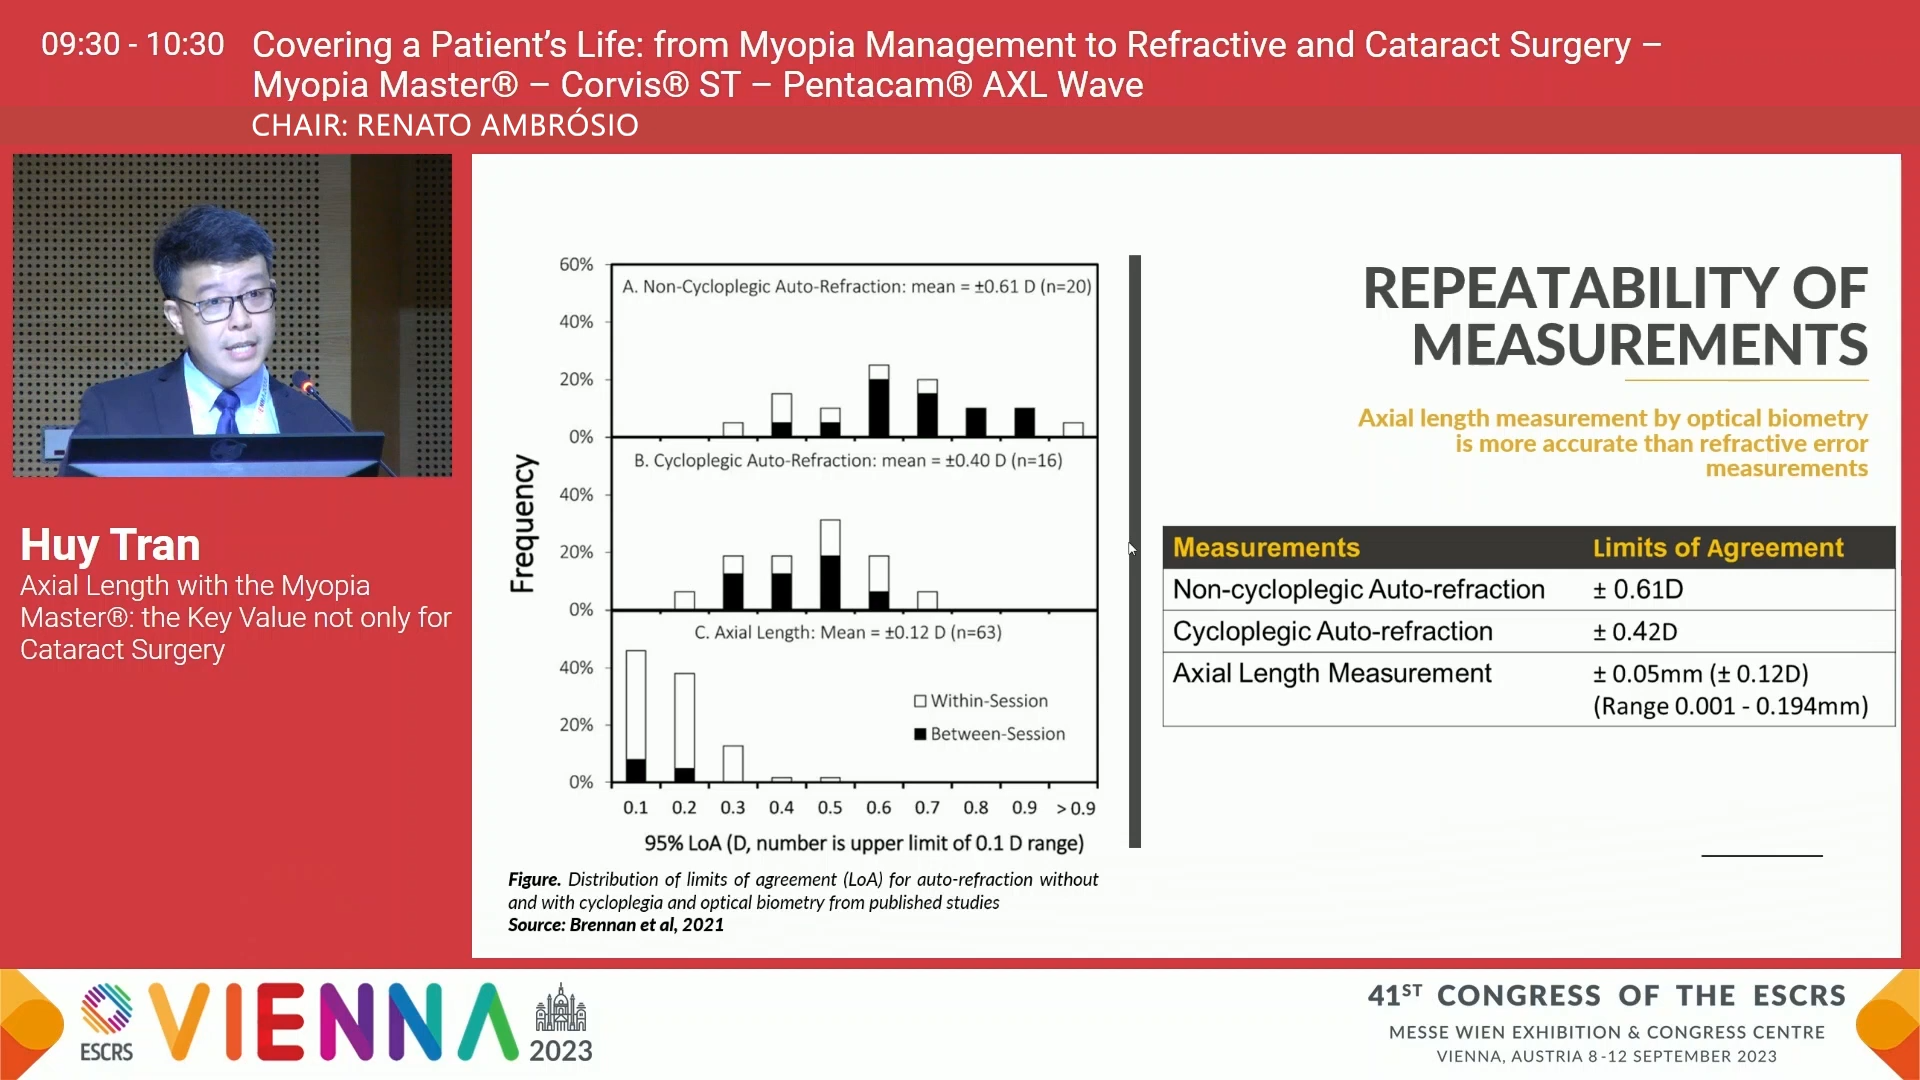 09:30 - 10:30
Covering a Patient's Life: from Myopia Management to Refractive and Cataract Surgery –
Myopia Master® – Corvis® ST – Pentacam® AXL Wave
CHAIR: RENATO AMBRÓSIO
Huy Tran
Axial Length with the Myopia
Master®: the Key Value not only for
Cataract Surgery
Frequency
60%
A. Non-Cycloplegic Auto-Refraction: mean = ±0.61 D (n=20)
40%
20%
0%
B. Cycloplegic Auto-Refraction: mean = ±0.40 D (n=16)
40%
20%
0%
C. Axial Length: Mean = ±0.12 D (n=63)
40%
Within-Session
20%
Between-Session
0%
0.1 0.2 0.3 0.4 0.5 0.6 0.7 0.8 0.9 > 0.9
95% LoA (D, number is upper limit of 0.1 D range)
Figure. Distribution of limits of agreement (LoA) for auto-refraction without
and with cycloplegia and optical biometry from published studies
Source: Brennan et al, 2021
REPEATABILITY OF
MEASUREMENTS
Axial length measurement by optical biometry
is more accurate than refractive error
measurements
Measurements Limits of Agreement
Non-cycloplegic Auto-refraction ± 0.61D
Cycloplegic Auto-refraction ± 0.42D
Axial Length Measurement ± 0.05mm (± 0.12D)
(Range 0.001 - 0.194mm)
ESCRS
VIENNA
2023
41ST CONGRESS OF THE ESCRS
MESSE WIEN EXHIBITION & CONGRESS CENTRE
VIENNA, AUSTRIA 8 -12 SEPTEMBER 2023